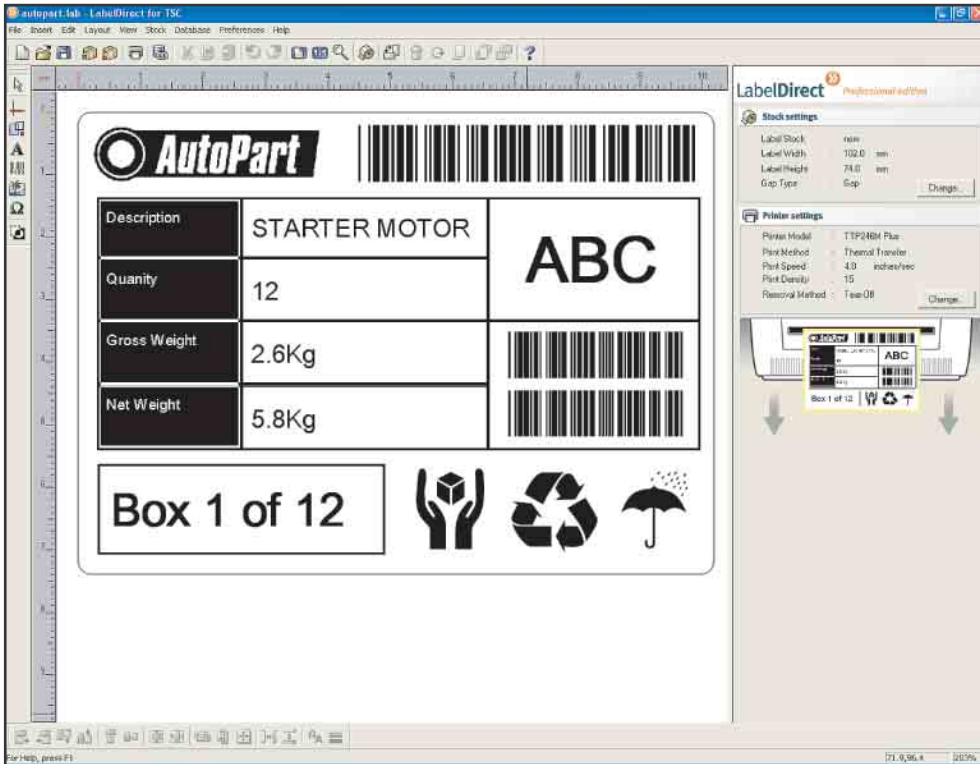 autopart.lab - LabelDirect for TSC
File Insert Edit Layout View Stock Database Preferences Help
AutoPart
Description STARTER MOTOR ABC
Quanity 12
Gross Weight 2.6Kg
Net Weight 5.8Kg
Box 1 of 12
LabelDirect Professional edition
Stock settings
Label Stock : new
Label Width : 102.0 mm
Label Height : 74.0 mm
Gap Type : Gap
Change...
Printer settings
Printer Model : TTP246M Plus
Print Method : Thermal Transfer
Print Speed : 4.0 inches/sec
Print Density : 15
Removal Method : Tear-Off
Change...
AutoPart
ABC
Box 1 of 12
For Help, press F1
203%